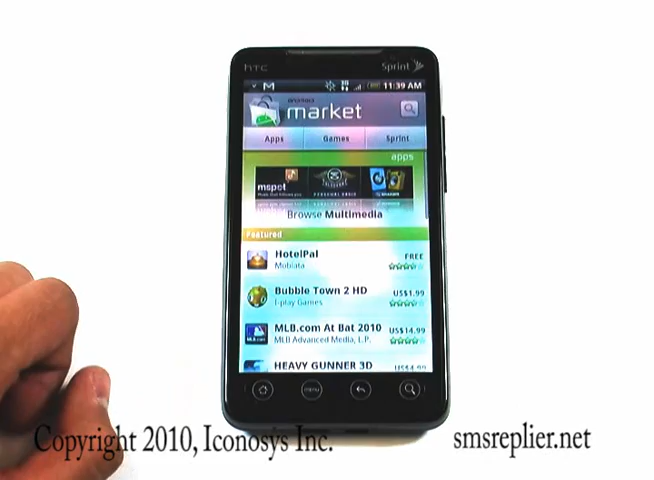 htc
Sprint
11:39 AM
market
Apps Games Sprint
apps
mspot
Browse Multimedia
Featured
HotelPal
FREE
Mobiata
Bubble Town 2 HD
US$1.99
I-play Games
MLB.com At Bat 2010
US$14.99
MLB Advanced Media, L.P.
HEAVY GUNNER 3D
menu
Copyright 2010, Iconosys Inc.
smsreplier.net